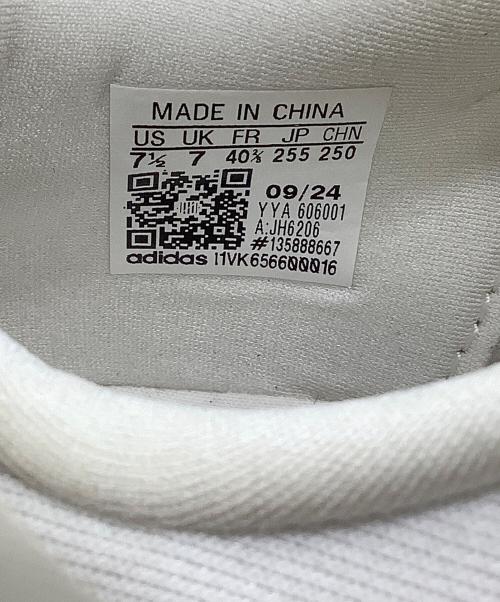 MADE IN CHINA
US UK FR JP CHN
7½ 7 40⅔ 255 250
09/24
YYA 606001
A:JH6206
#135888667
adidas I1VK6566000016